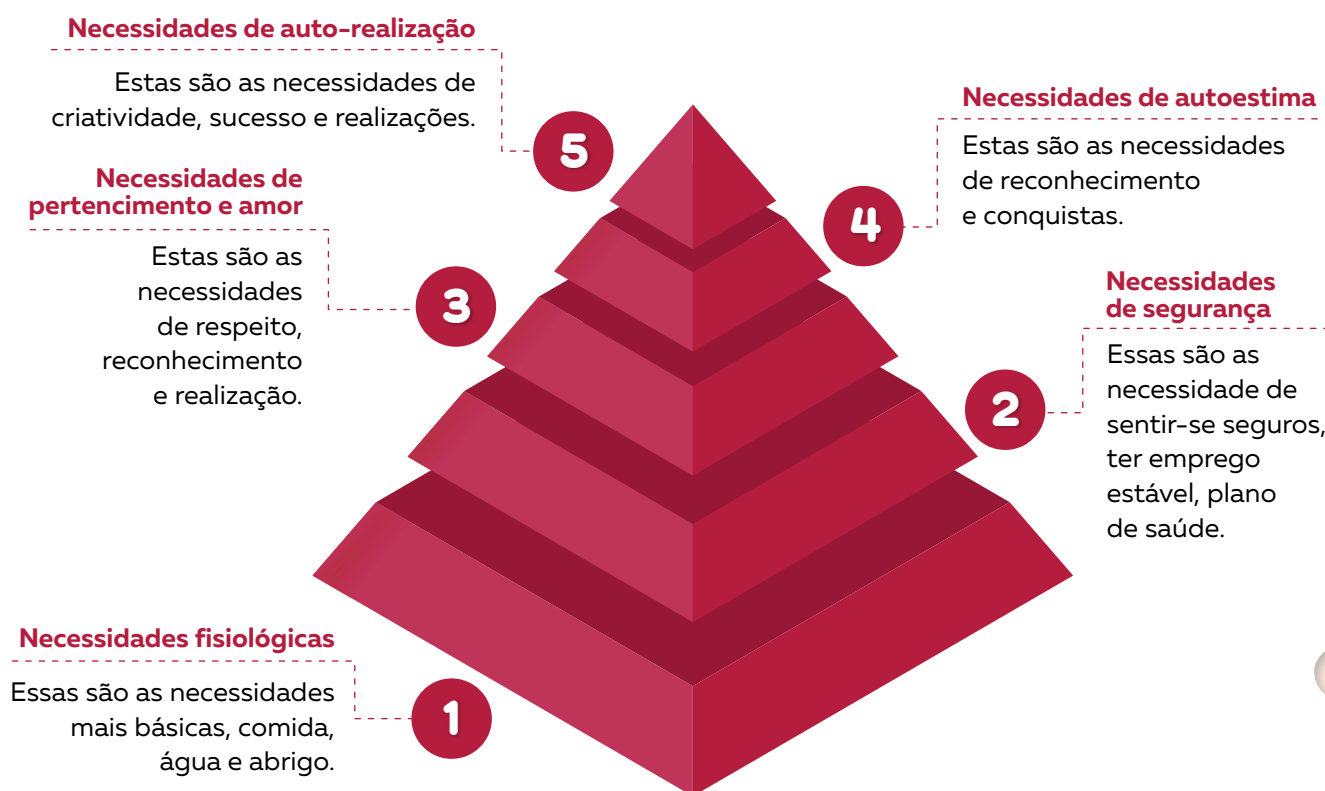 Necessidades de auto-realização
Estas são as necessidades de
criatividade, sucesso e realizações.
5
Necessidades de autoestima
Estas são as necessidades
de reconhecimento
e conquistas.
4
Necessidades de
pertencimento e amor
Estas são as
necessidades
de respeito,
reconhecimento
e realização.
3
Necessidades
de segurança
Essas são as
necessidade de
sentir-se seguros,
ter emprego
estável, plano
de saúde.
2
Necessidades fisiológicas
Essas são as necessidades
mais básicas, comida,
água e abrigo.
1